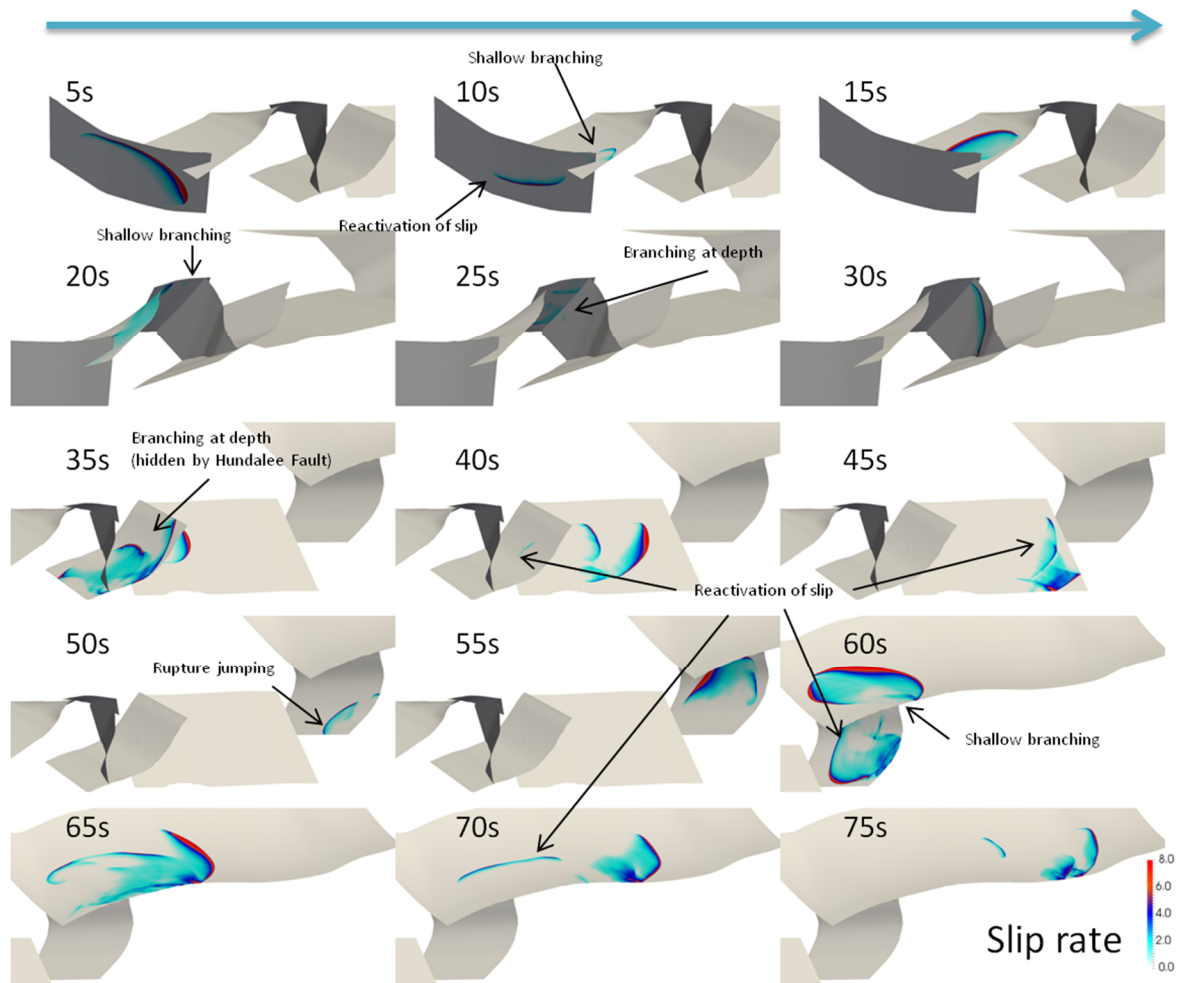 Shallow branching
5s
10s
15s
Reactivation of slip
Shallow branching
Branching at depth
20s
25s
30s
Branching at depth
(hidden by Hundalee Fault)
35s
40s
45s
Reactivation of slip
50s
55s
60s
Rupture jumping
Shallow branching
65s
70s
75s
8.0
6.0
4.0
2.0
0.0
Slip rate